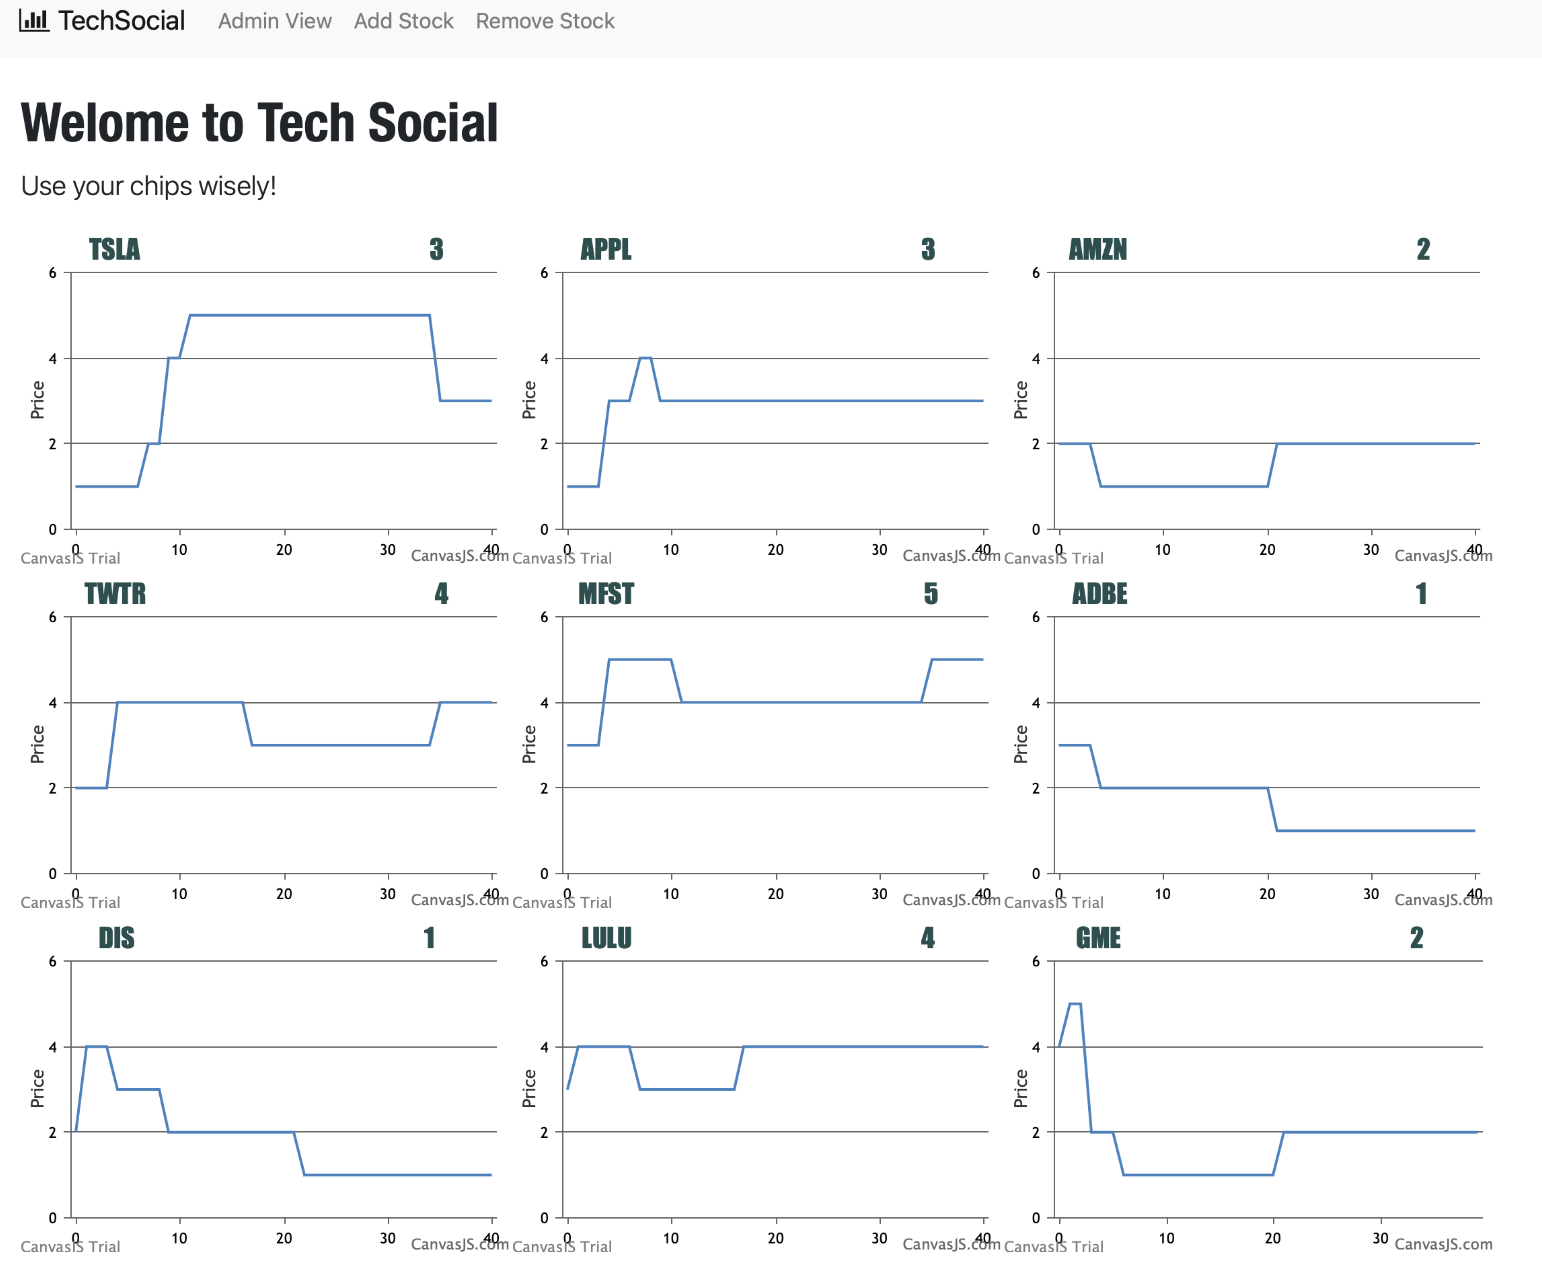 TechSocial Admin View Add Stock Remove Stock
Welome to Tech Social
Use your chips wisely!
TSLA 3
6
4
2
0
Price
0 10 20 30 40
CanvasJS Trial CanvasJS.com
APPL 3
6
4
2
0
Price
0 10 20 30 40
CanvasJS Trial CanvasJS.com
AMZN 2
6
4
2
0
Price
0 10 20 30 40
CanvasJS Trial CanvasJS.com
TWTR 4
6
4
2
0
Price
0 10 20 30 40
CanvasJS Trial CanvasJS.com
MFST 5
6
4
2
0
Price
0 10 20 30 40
CanvasJS Trial CanvasJS.com
ADBE 1
6
4
2
0
Price
0 10 20 30 40
CanvasJS Trial CanvasJS.com
DIS 1
6
4
2
0
Price
0 10 20 30 40
CanvasJS Trial CanvasJS.com
LULU 4
6
4
2
0
Price
0 10 20 30 40
CanvasJS Trial CanvasJS.com
GME 2
6
4
2
0
Price
0 10 20 30
CanvasJS Trial CanvasJS.com